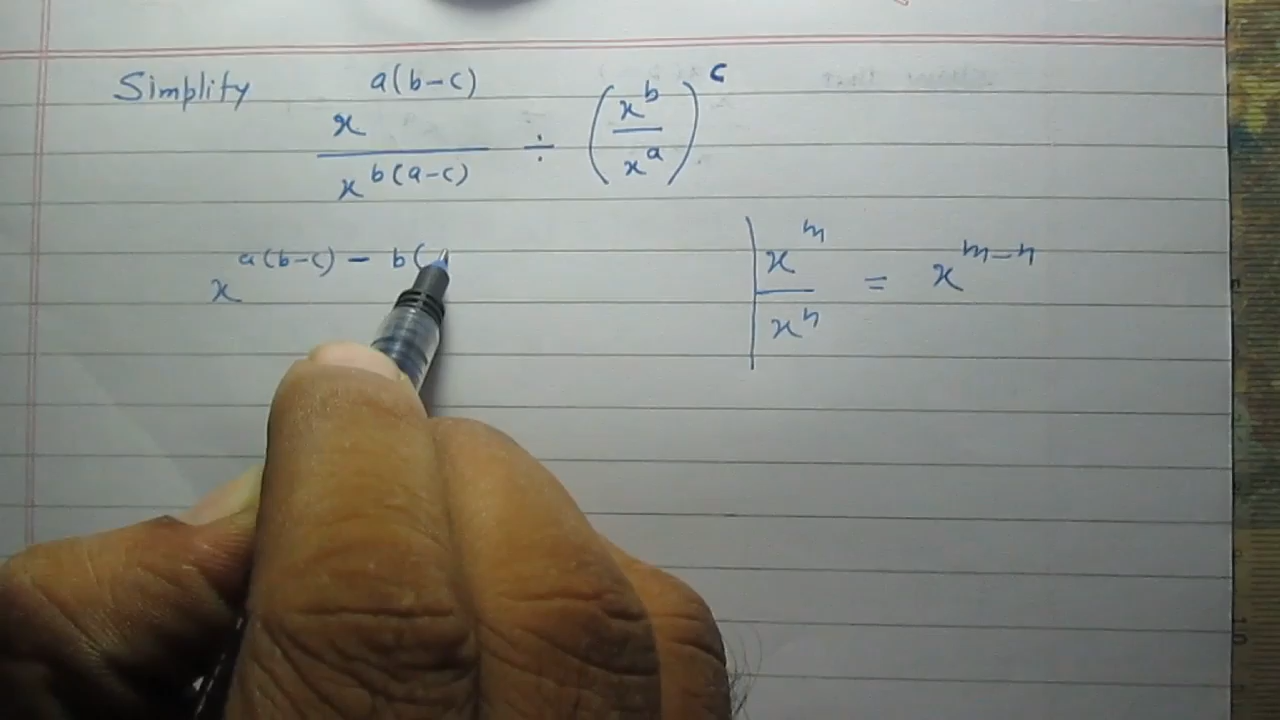 Simplify x^{a(b-c)} / x^{b(a-c)} ÷ (x^b / x^a)^c
x^{a(b-c) - b(
x^m / x^n = x^{m-n}